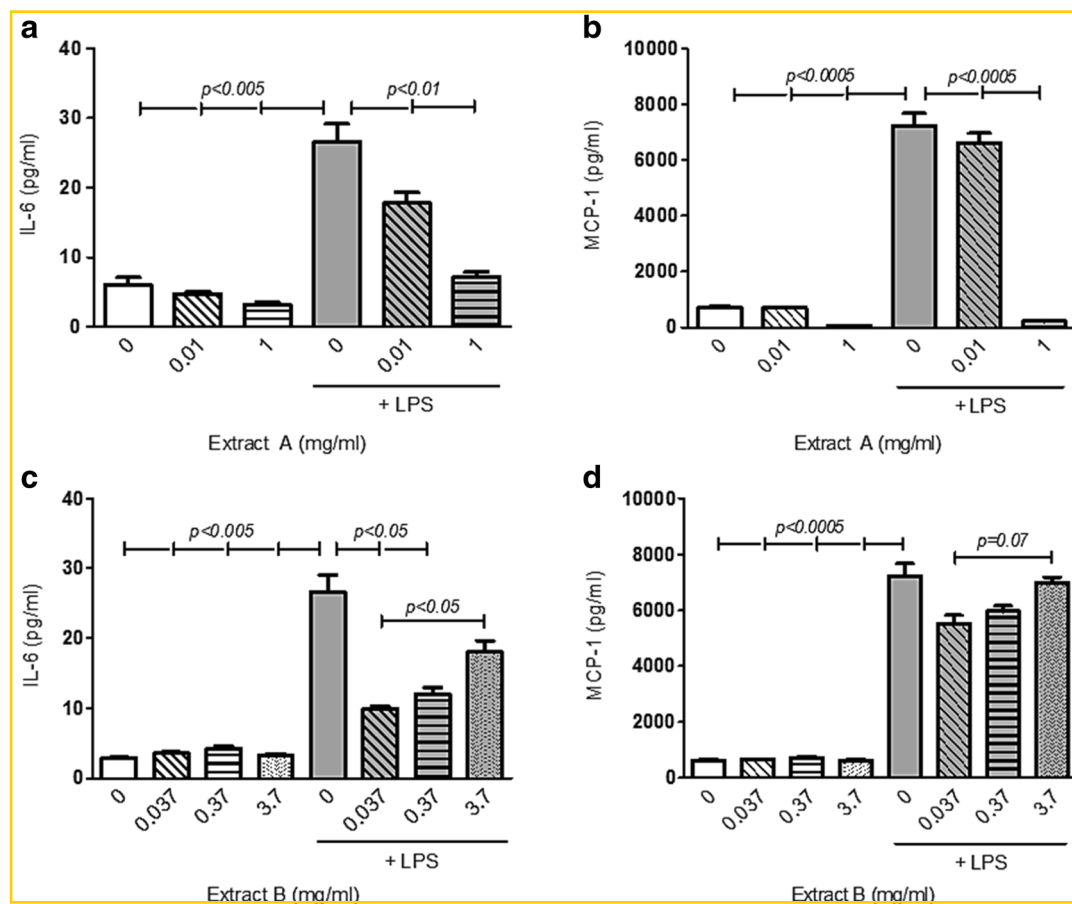 a
40
30
20
10
0
IL-6 (pg/ml)
p<0.005
p<0.01
0
0.01
1
0
0.01
1
+ LPS
Extract A (mg/ml)
b
10000
8000
6000
4000
2000
0
MCP-1 (pg/ml)
p<0.0005
p<0.0005
0
0.01
1
0
0.01
1
+LPS
Extract A (mg/ml)
c
40
30
20
10
0
IL-6 (pg/ml)
p<0.005
p<0.05
p<0.05
0
0.037
0.37
3.7
0
0.037
0.37
3.7
+ LPS
Extract B (mg/ml)
d
10000
8000
6000
4000
2000
0
MCP-1 (pg/ml)
p<0.0005
p=0.07
0
0.037
0.37
3.7
0
0.037
0.37
3.7
+ LPS
Extract B (mg/ml)